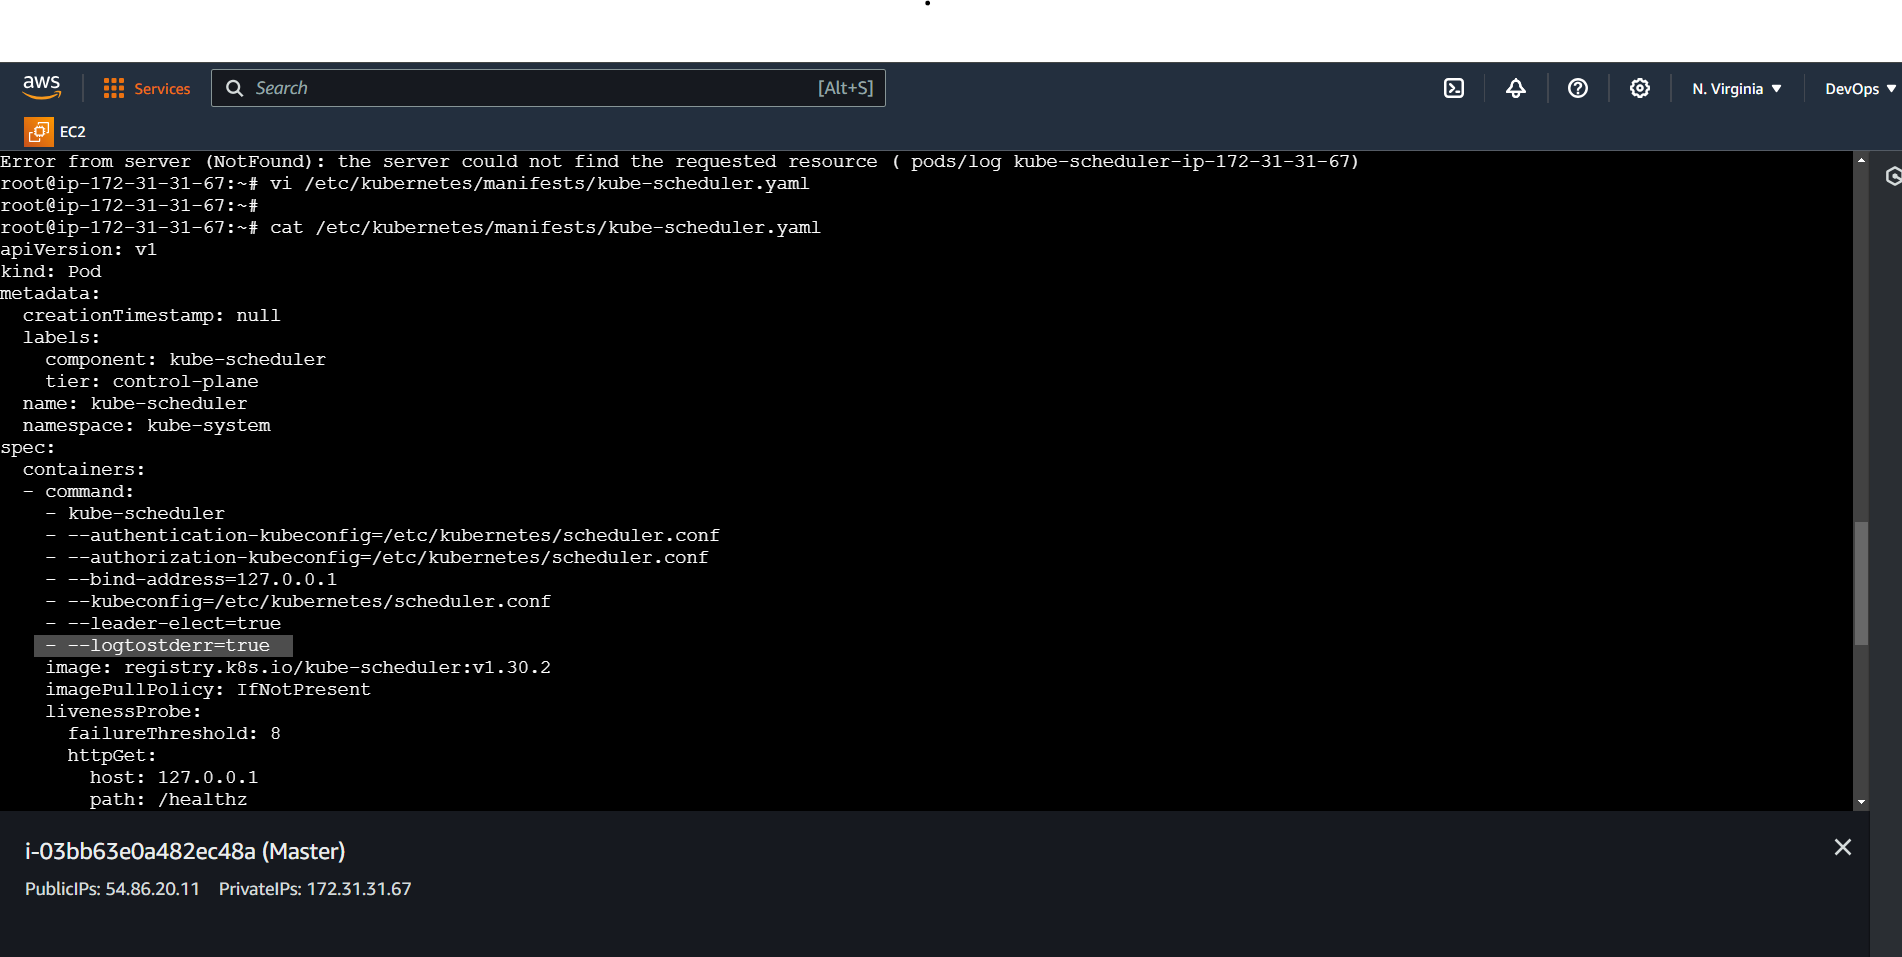 aws
Services
Search
[Alt+S]
N. Virginia
DevOps
EC2
Error from server (NotFound): the server could not find the requested resource ( pods/log kube-scheduler-ip-172-31-31-67)
root@ip-172-31-31-67:~# vi /etc/kubernetes/manifests/kube-scheduler.yaml
root@ip-172-31-31-67:~#
root@ip-172-31-31-67:~# cat /etc/kubernetes/manifests/kube-scheduler.yaml
apiVersion: v1
kind: Pod
metadata:
  creationTimestamp: null
  labels:
    component: kube-scheduler
    tier: control-plane
  name: kube-scheduler
  namespace: kube-system
spec:
  containers:
  - command:
    - kube-scheduler
    - --authentication-kubeconfig=/etc/kubernetes/scheduler.conf
    - --authorization-kubeconfig=/etc/kubernetes/scheduler.conf
    - --bind-address=127.0.0.1
    - --kubeconfig=/etc/kubernetes/scheduler.conf
    - --leader-elect=true
    - --logtostderr=true
    image: registry.k8s.io/kube-scheduler:v1.30.2
    imagePullPolicy: IfNotPresent
    livenessProbe:
      failureThreshold: 8
      httpGet:
        host: 127.0.0.1
        path: /healthz
i-03bb63e0a482ec48a (Master)
PublicIPs: 54.86.20.11 PrivateIPs: 172.31.31.67